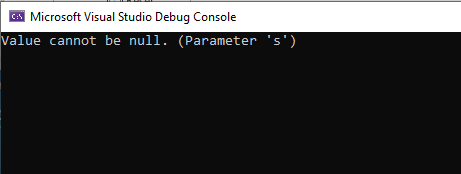 Microsoft Visual Studio Debug Console
Value cannot be null. (Parameter 's')